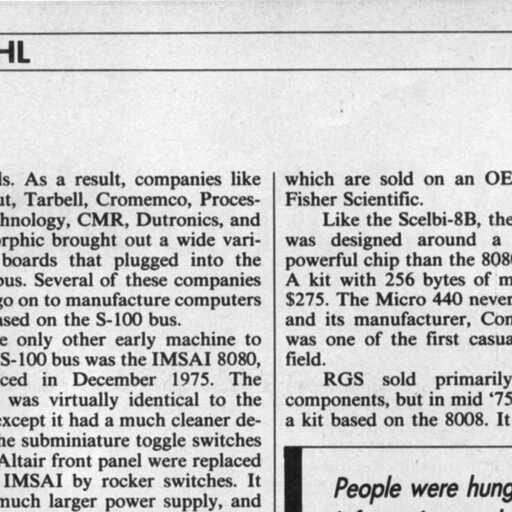 HL
ls. As a result, companies like
ut, Tarbell, Cromemco, Proces-
hnology, CMR, Dutronics, and
orphic brought out a wide vari-
boards that plugged into the
bus. Several of these companies
go on to manufacture computers
ased on the S-100 bus.
e only other early machine to
S-100 bus was the IMSAI 8080,
ced in December 1975. The
was virtually identical to the
except it had a much cleaner de-
he subminiature toggle switches
Altair front panel were replaced
IMSAI by rocker switches. It
much larger power supply, and
which are sold on an OE
Fisher Scientific.
Like the Scelbi-8B, the
was designed around a
powerful chip than the 8080
A kit with 256 bytes of m
$275. The Micro 440 never
and its manufacturer, Con
was one of the first casua
field.
RGS sold primarily
components, but in mid '75
a kit based on the 8008. It
People were hung